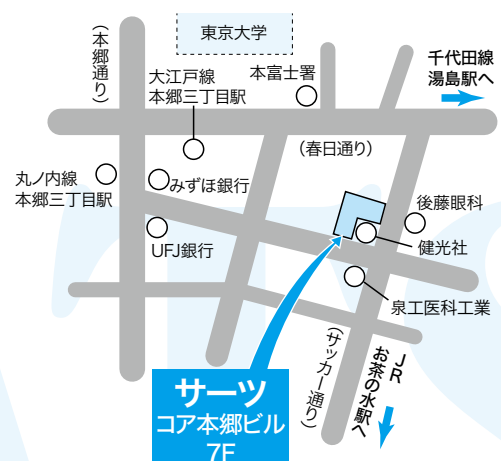 東京大学
(本郷通り)
大江戸線
本郷三丁目駅
本富士署
千代田線
湯島駅へ
(春日通り)
丸ノ内線
本郷三丁目駅
みずほ銀行
後藤眼科
UFJ銀行
健光社
泉工医科工業
サーツ
コア本郷ビル
7F
(サッカー通り)
JR
お茶の水駅へ